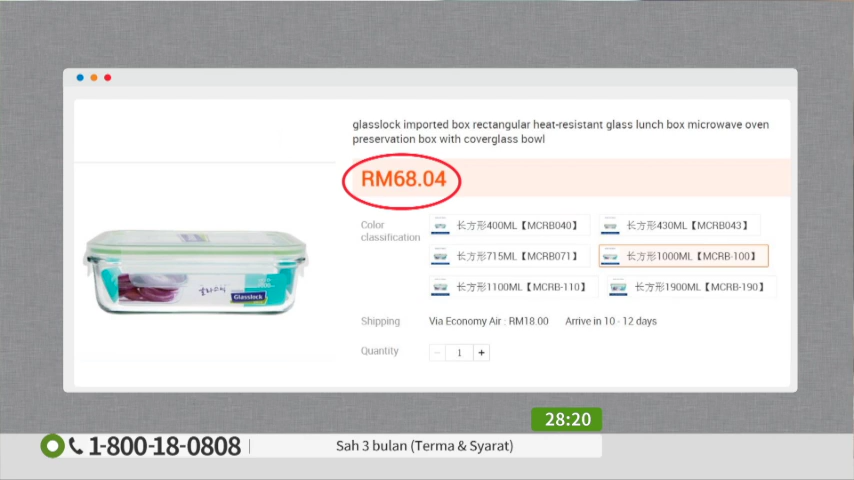 glasslock imported box rectangular heat-resistant glass lunch box microwave oven
preservation box with coverglass bowl
RM68.04
Color
classification
长方形400ML【MCRB040】
长方形430ML【MCRB043】
长方形715ML【MCRB071】
长方形1000ML【MCRB-100】
长方形1100ML【MCRB-110】
长方形1900ML【MCRB-190】
Glasslock
Shipping
Via Economy Air : RM18.00
Arrive in 10 - 12 days
Quantity
- 1 +
28:20
1-800-18-0808
Sah 3 bulan (Terma & Syarat)